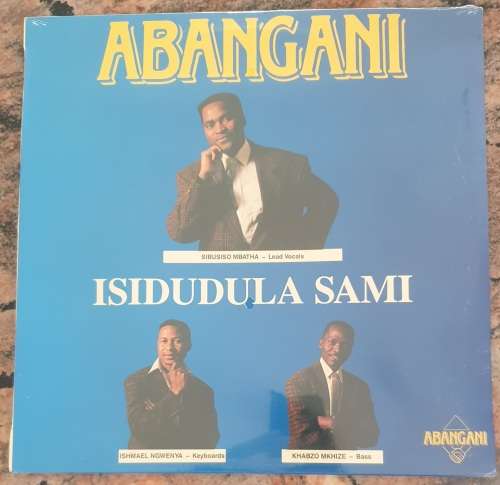 ABANGANI
SIBUSISO MBATHA – Lead Vocals
ISIDUDULA SAMI
ISHMAEL NGWENYA – Keyboards
KHABZO MKHIZE – Bass
ABANGANI